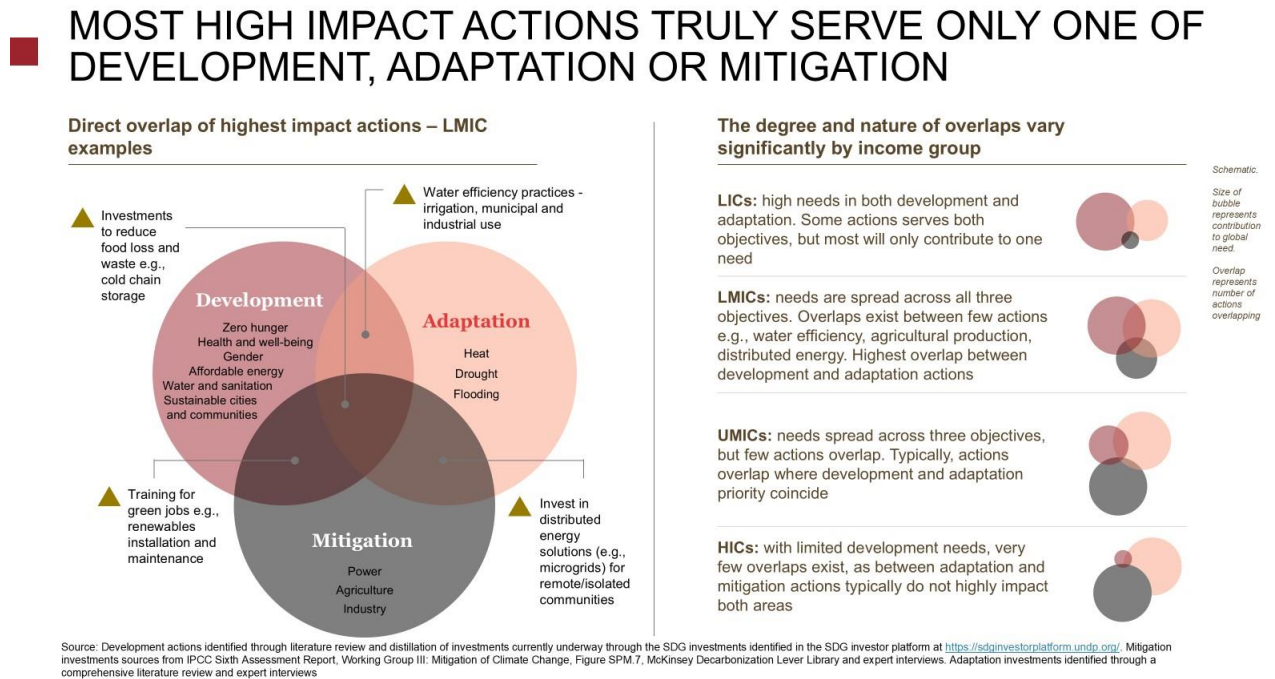 MOST HIGH IMPACT ACTIONS TRULY SERVE ONLY ONE OF
DEVELOPMENT, ADAPTATION OR MITIGATION
Direct overlap of highest impact actions – LMIC
examples
Investments
to reduce
food loss and
waste e.g.,
cold chain
storage
Water efficiency practices -
irrigation, municipal and
industrial use
Development
Zero hunger
Health and well-being
Gender
Affordable energy
Water and sanitation
Sustainable cities
and communities
Adaptation
Heat
Drought
Flooding
Training for
green jobs e.g.,
renewables
installation and
maintenance
Mitigation
Power
Agriculture
Industry
Invest in
distributed
energy
solutions (e.g.,
microgrids) for
remote/isolated
communities
The degree and nature of overlaps vary
significantly by income group
LICs: high needs in both development and
adaptation. Some actions serves both
objectives, but most will only contribute to one
need
LMICs: needs are spread across all three
objectives. Overlaps exist between few actions
e.g., water efficiency, agricultural production,
distributed energy. Highest overlap between
development and adaptation actions
UMICs: needs spread across three objectives,
but few actions overlap. Typically, actions
overlap where development and adaptation
priority coincide
HICs: with limited development needs, very
few overlaps exist, as between adaptation and
mitigation actions typically do not highly impact
both areas
Schematic.
Size of
bubble
represents
contribution
to global
need.
Overlap
represents
number of
actions
overlapping
Source: Development actions identified through literature review and distillation of investments currently underway through the SDG investments identified in the SDG investor platform at https://sdginvestorplatform.undp.org/. Mitigation
investments sources from IPCC Sixth Assessment Report, Working Group III: Mitigation of Climate Change, Figure SPM.7, McKinsey Decarbonization Lever Library and expert interviews. Adaptation investments identified through a
comprehensive literature review and expert interviews